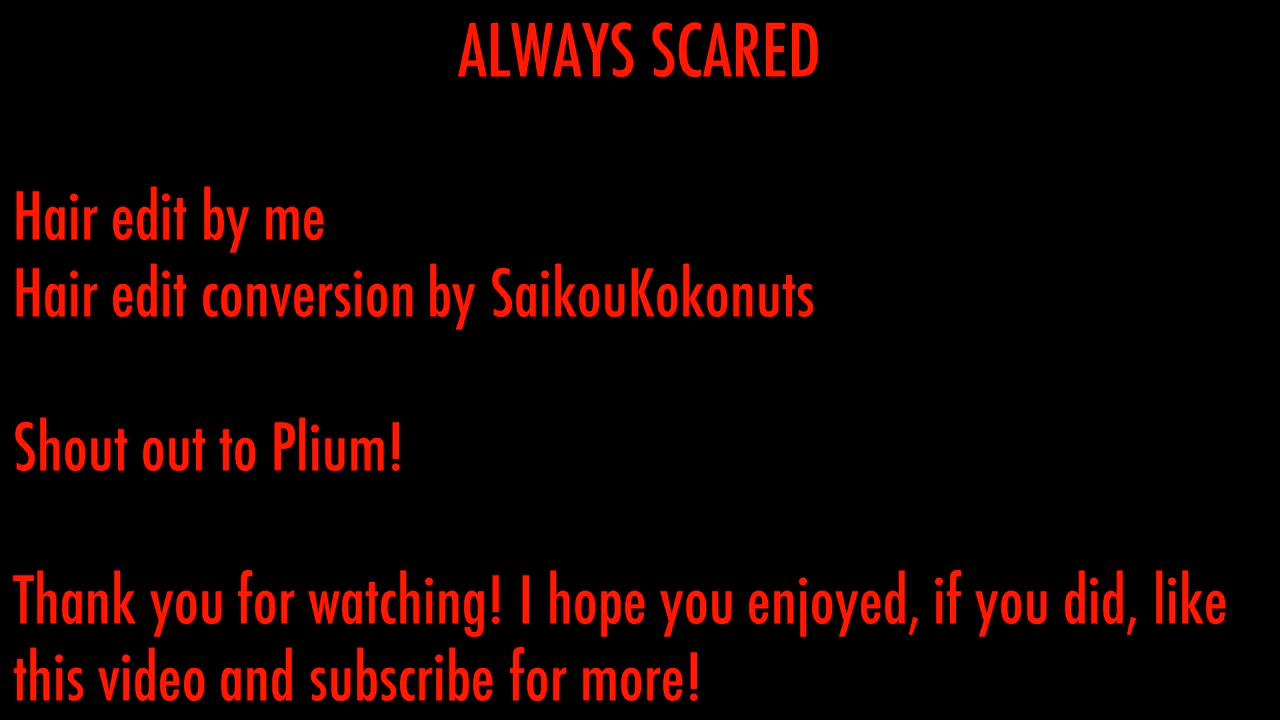 ALWAYS SCARED
Hair edit by me
Hair edit conversion by SaikouKokonuts
Shout out to Plium!
Thank you for watching! I hope you enjoyed, if you did, like
this video and subscribe for more!